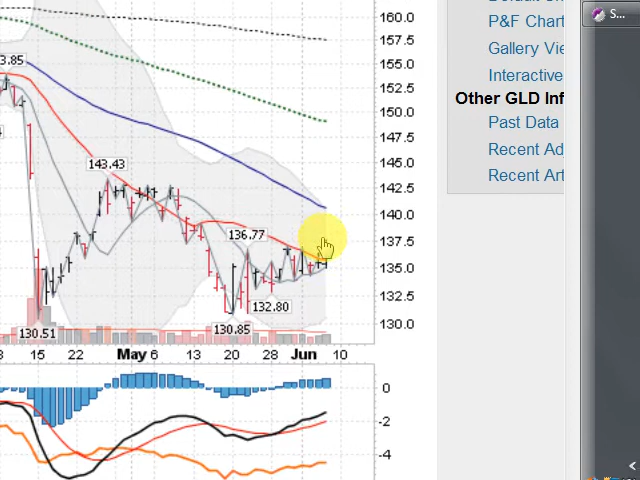 160.0
157.5
155.0
152.5
150.0
147.5
145.0
142.5
140.0
137.5
135.0
132.5
130.0
3.85
143.43
136.77
132.80
130.51
130.85
15 22 May 6 13 20 28 Jun 10
0
-2
-4
P&F Chart
Gallery Vie
Interactive
Other GLD Inf
Past Data
Recent Ad
Recent Art
S...